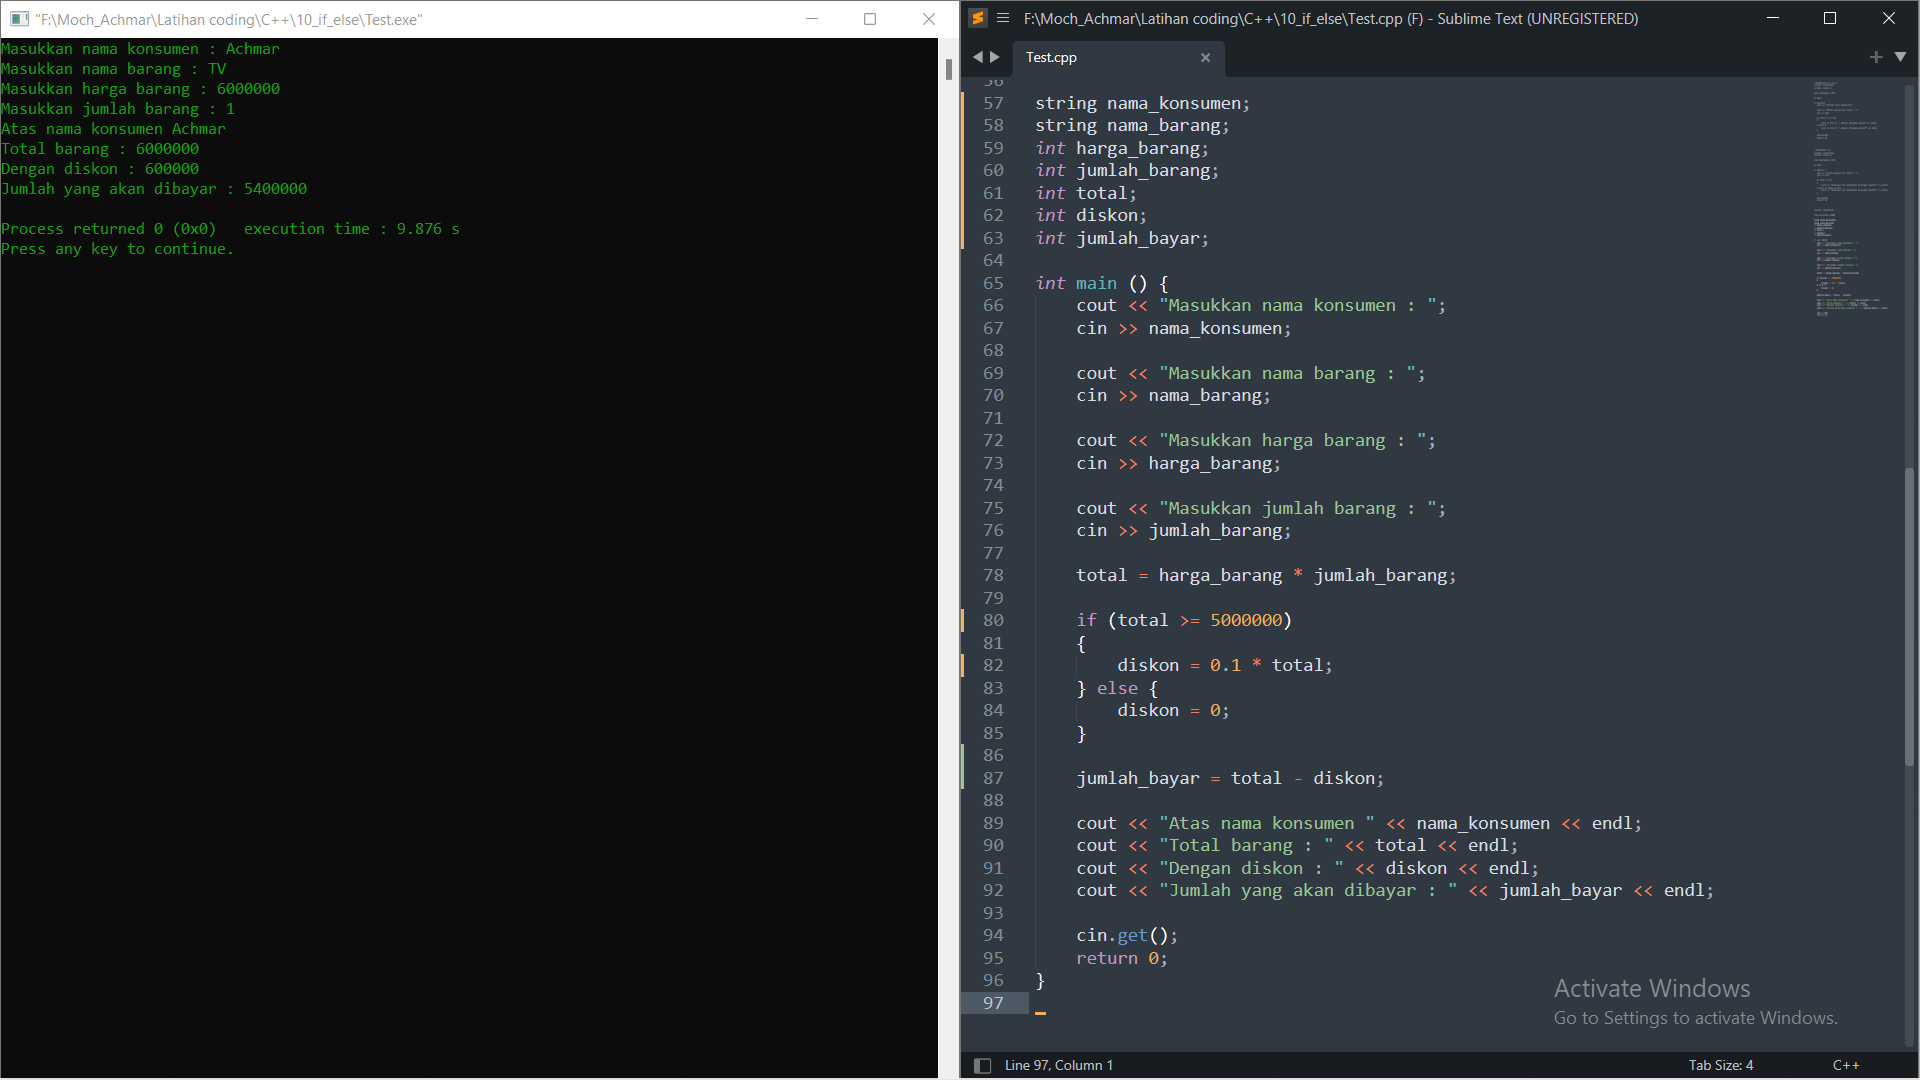 "F:\Moch_Achmar\Latihan coding\C++\10_if_else\Test.exe"
Masukkan nama konsumen : Achmar
Masukkan nama barang : TV
Masukkan harga barang : 6000000
Masukkan jumlah barang : 1
Atas nama konsumen Achmar
Total barang : 6000000
Dengan diskon : 600000
Jumlah yang akan dibayar : 5400000
Process returned 0 (0x0)   execution time : 9.876 s
Press any key to continue.
F:\Moch_Achmar\Latihan coding\C++\10_if_else\Test.cpp (F) - Sublime Text (UNREGISTERED)
Test.cpp
56
57 string nama_konsumen;
58 string nama_barang;
59 int harga_barang;
60 int jumlah_barang;
61 int total;
62 int diskon;
63 int jumlah_bayar;
64
65 int main () {
66     cout << "Masukkan nama konsumen : ";
67     cin >> nama_konsumen;
68
69     cout << "Masukkan nama barang : ";
70     cin >> nama_barang;
71
72     cout << "Masukkan harga barang : ";
73     cin >> harga_barang;
74
75     cout << "Masukkan jumlah barang : ";
76     cin >> jumlah_barang;
77
78     total = harga_barang * jumlah_barang;
79
80     if (total >= 5000000)
81     {
82         diskon = 0.1 * total;
83     } else {
84         diskon = 0;
85     }
86
87     jumlah_bayar = total - diskon;
88
89     cout << "Atas nama konsumen " << nama_konsumen << endl;
90     cout << "Total barang : " << total << endl;
91     cout << "Dengan diskon : " << diskon << endl;
92     cout << "Jumlah yang akan dibayar : " << jumlah_bayar << endl;
93
94     cin.get();
95     return 0;
96 }
97
Activate Windows
Go to Settings to activate Windows.
Line 97, Column 1
Tab Size: 4
C++